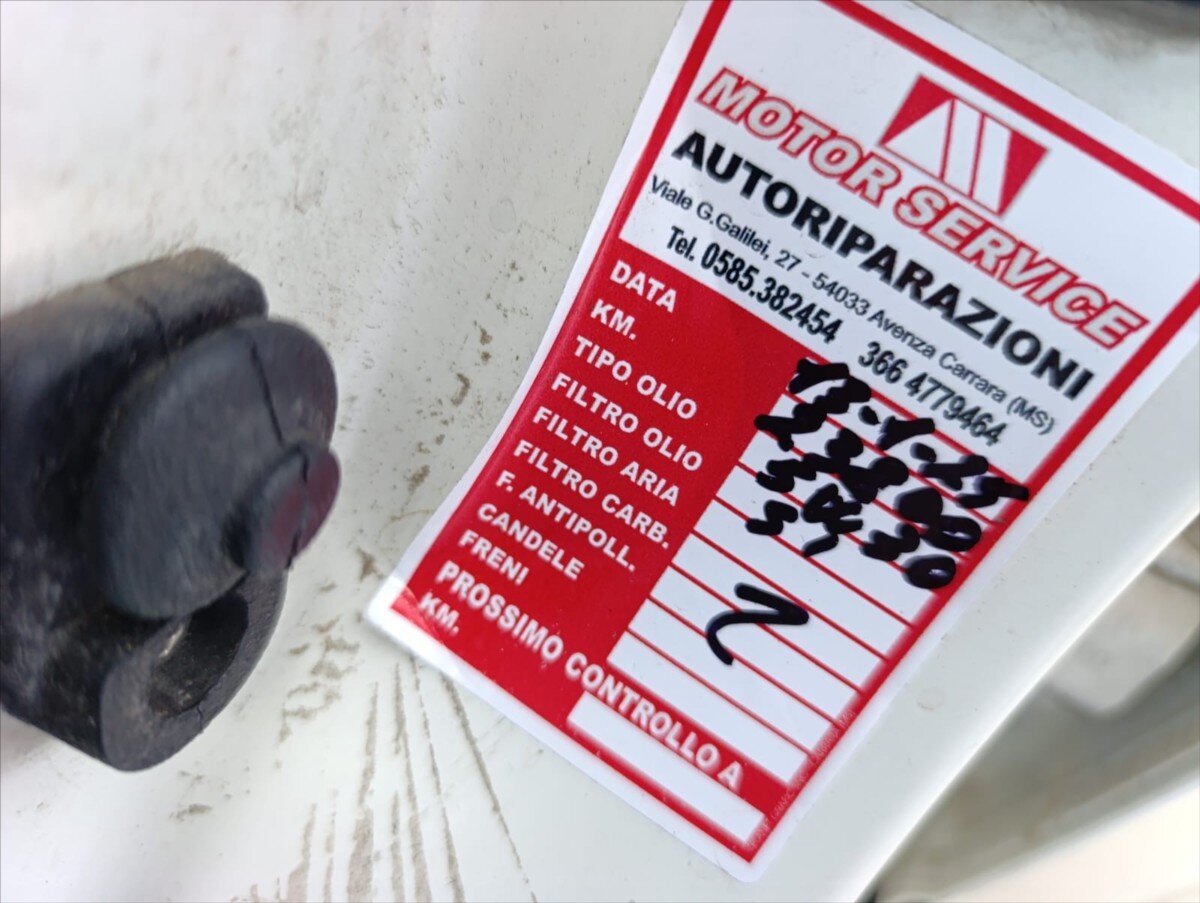 MOTOR SERVICE
AUTORIPARAZIONI
Viale G.Galilei, 27 - 54033 Avenza Carrara (MS)
Tel. 0585.382454 366 4779464
DATA
KM.
TIPO OLIO 5W30
FILTRO OLIO
FILTRO ARIA
FILTRO CARB.
F. ANTIPOLL.
CANDELE
FRENI
PROSSIMO CONTROLLO A
KM.